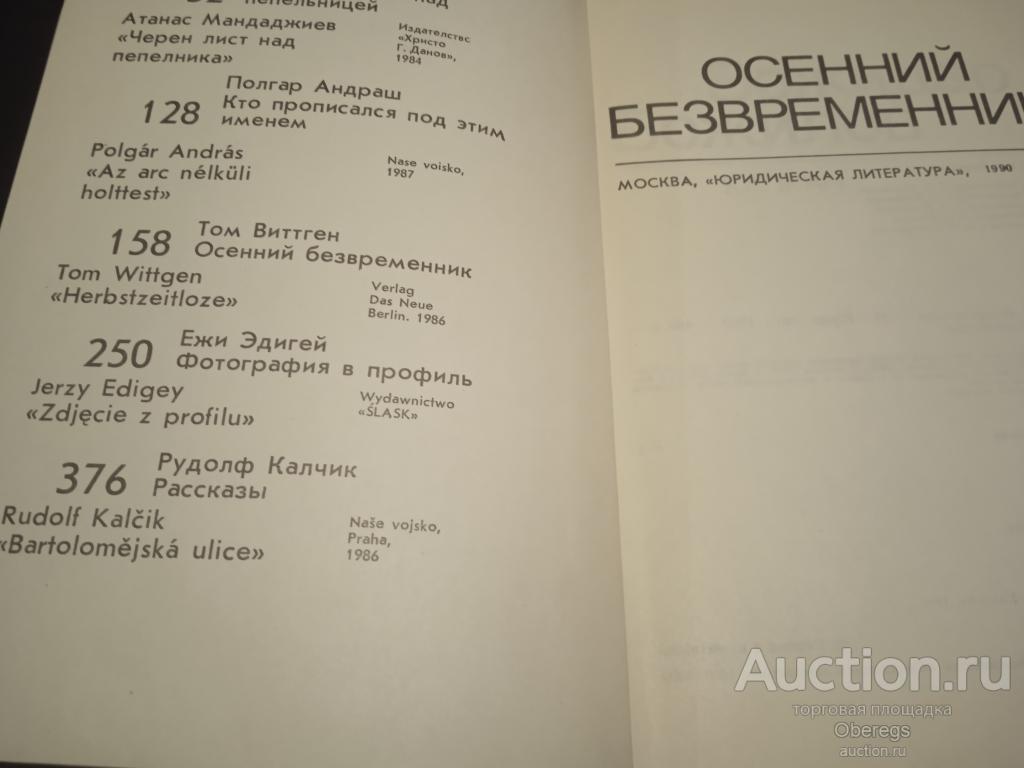 пепельницей
Атанас Мандаджиев
«Черен лист над
пепелника»
Издателстве
«Христо
Г. Данов»,
1984
Полгар Андраш
128 Кто прописался под этим
именем
Polgár András
«Az arc nélküli
holttest»
Nase voisko,
1987
Том Виттген
158 Осенний безвременник
Tom Wittgen
«Herbstzeitloze»
Verlag
Das Neue
Berlin. 1986
Ежи Эдигей
250 Фотография в профиль
Jerzy Edigey
«Zdjęcie z profilu»
Wydawnictwo
«ŚLASK»
Рудолф Калчик
376 Рассказы
Rudolf Kalčik
«Bartolomějská ulice»
Naše vojsko,
Praha,
1986
ОСЕННИЙ
БЕЗВРЕМЕННИК
МОСКВА, «ЮРИДИЧЕСКАЯ ЛИТЕРАТУРА», 1990
Auction.ru
торговая площадка
Oberegs
auction.ru